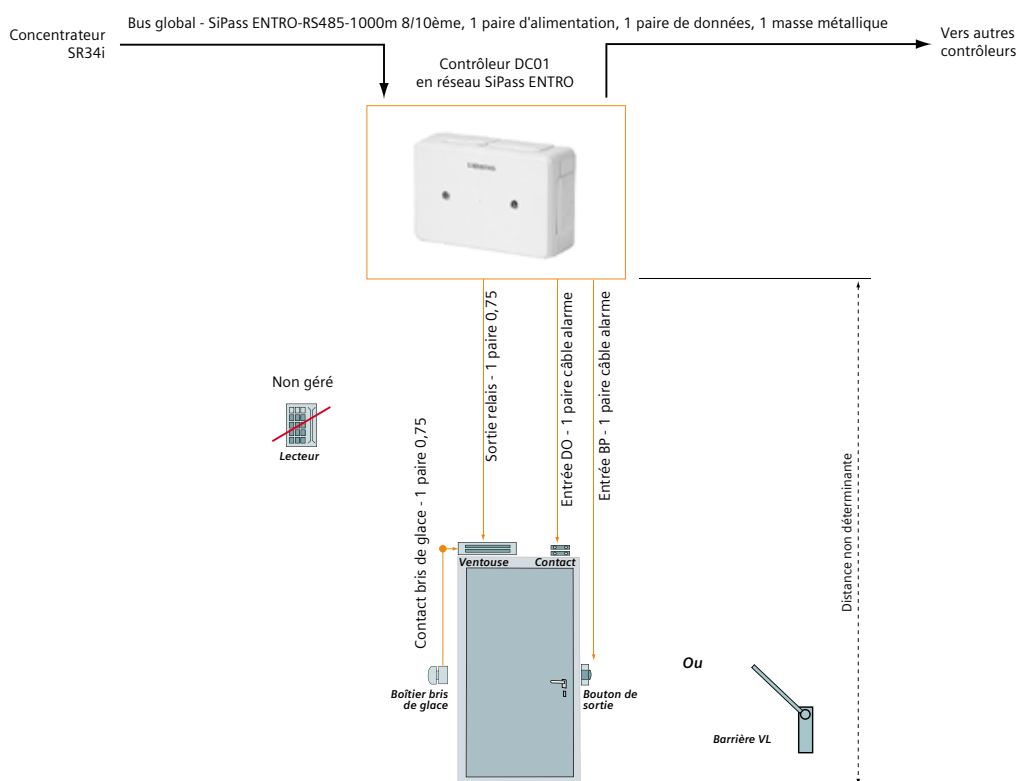 Bus global - SiPass ENTRO-RS485-1000m 8/10ème, 1 paire d'alimentation, 1 paire de données, 1 masse métallique
Concentrateur
SR34i
Vers autres
contrôleurs
Contrôleur DC01
en réseau SiPass ENTRO
SIEMENS
Sortie relais - 1 paire 0,75
Entrée DO - 1 paire câble alarme
Entrée BP - 1 paire câble alarme
Non géré
Lecteur
Contact bris de glace - 1 paire 0,75
Distance non déterminante
Ventouse
Contact
Boîtier bris
de glace
Bouton de
sortie
Ou
Barrière VL